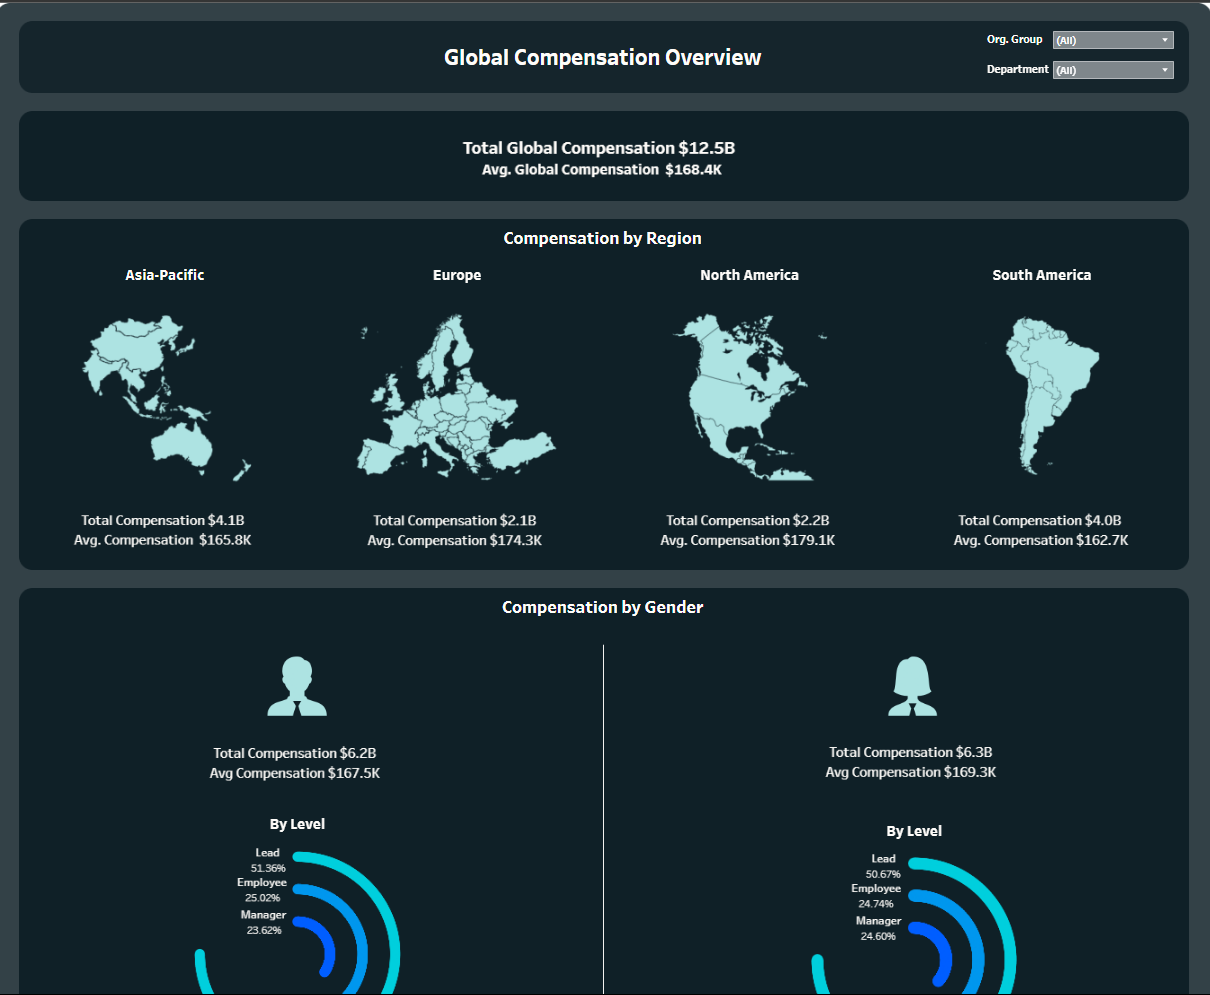 Global Compensation Overview
Org. Group (All)
Department (All)
Total Global Compensation $12.5B
Avg. Global Compensation $168.4K
Compensation by Region
Asia-Pacific
Europe
North America
South America
Total Compensation $4.1B
Avg. Compensation $165.8K
Total Compensation $2.1B
Avg. Compensation $174.3K
Total Compensation $2.2B
Avg. Compensation $179.1K
Total Compensation $4.0B
Avg. Compensation $162.7K
Compensation by Gender
Total Compensation $6.2B
Avg Compensation $167.5K
By Level
Lead
51.36%
Employee
25.02%
Manager
23.62%
Total Compensation $6.3B
Avg Compensation $169.3K
By Level
Lead
50.67%
Employee
24.74%
Manager
24.60%